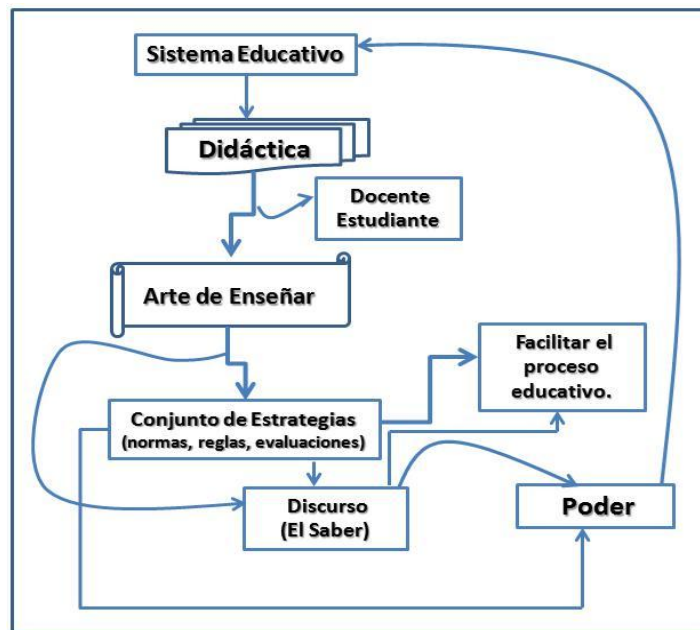 Sistema Educativo
Didáctica
Docente
Estudiante
Arte de Enseñar
Facilitar el
proceso
educativo.
Conjunto de Estrategias
(normas, reglas, evaluaciones)
Discurso
(El Saber)
Poder